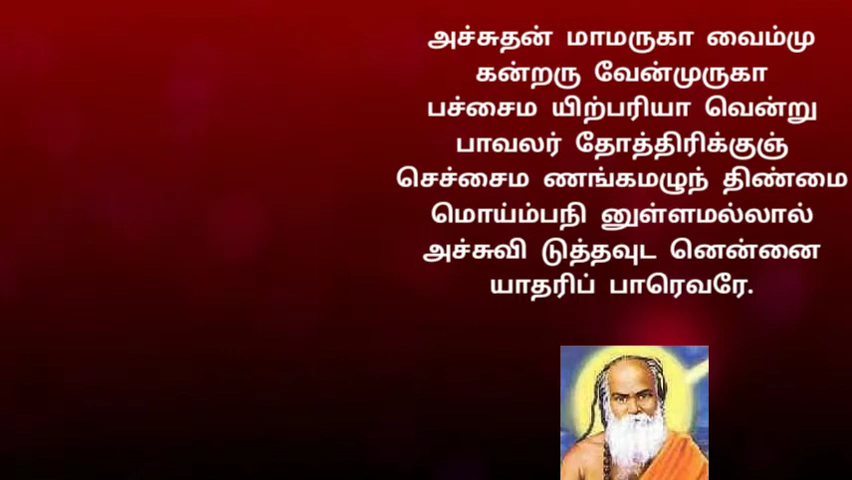 அச்சுதன் மாமருகா வைம்மு
கன்றரு வேன்முருகா
பச்சைம யிற்பரியா வென்று
பாவலர் தோத்திரிக்குஞ்
செச்சைம ணங்கமழுந் திண்மை
மொய்ம்பநி னுள்ளமல்லால்
அச்சுவி டுத்தவுட னென்னை
யாதரிப் பாரெவரே.